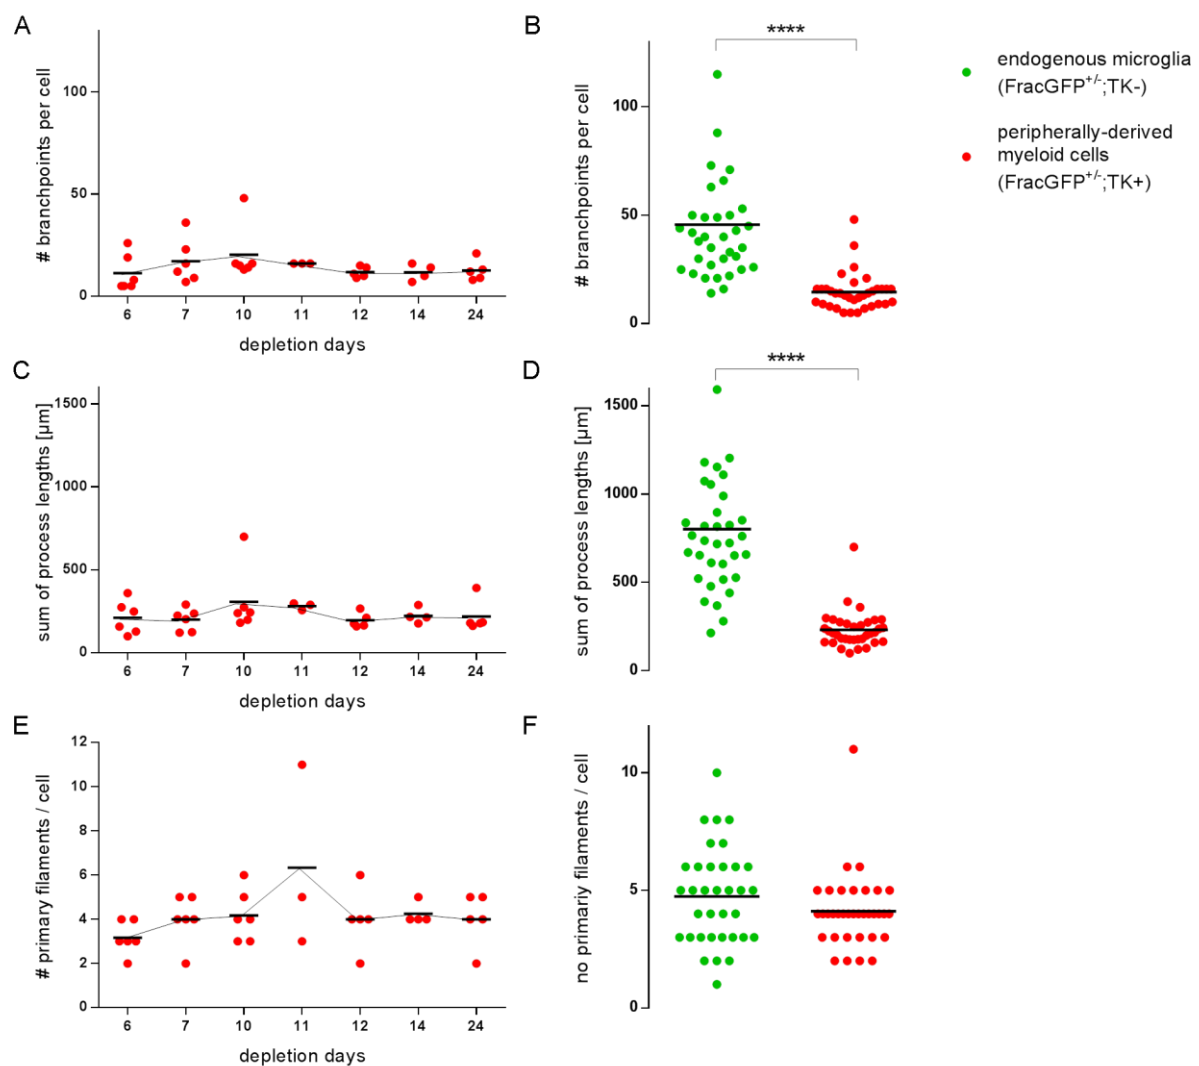 A
# branchpoints per cell
100
50
0
6 7 10 11 12 14 24
depletion days
B
****
# branchpoints per cell
100
50
0
endogenous microglia
(FracGFP+/-;TK-)
peripherally-derived
myeloid cells
(FracGFP+/-;TK+)
C
sum of process lengths [µm]
1500
1000
500
0
6 7 10 11 12 14 24
depletion days
D
****
sum of process lengths [µm]
1500
1000
500
0
E
# primary filaments / cell
12
10
8
6
4
2
0
6 7 10 11 12 14 24
depletion days
F
no primariy filaments / cell
10
5
0